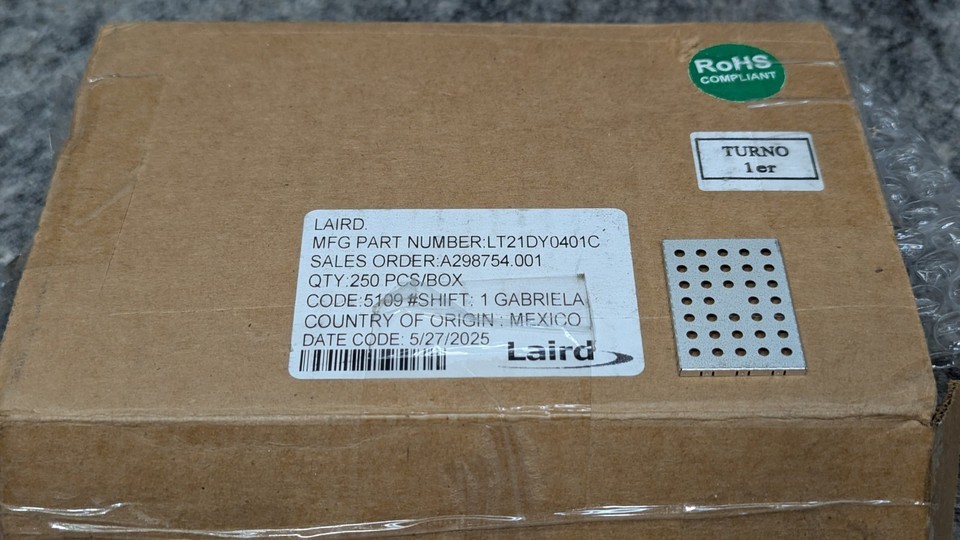 RoHS
COMPLIANT
TURNO
1er
LAIRD.
MFG PART NUMBER:LT21DY0401C
SALES ORDER:A298754.001
QTY:250 PCS/BOX
CODE:5109 #SHIFT: 1 GABRIELA
COUNTRY OF ORIGIN : MEXICO
DATE CODE: 5/27/2025
Laird